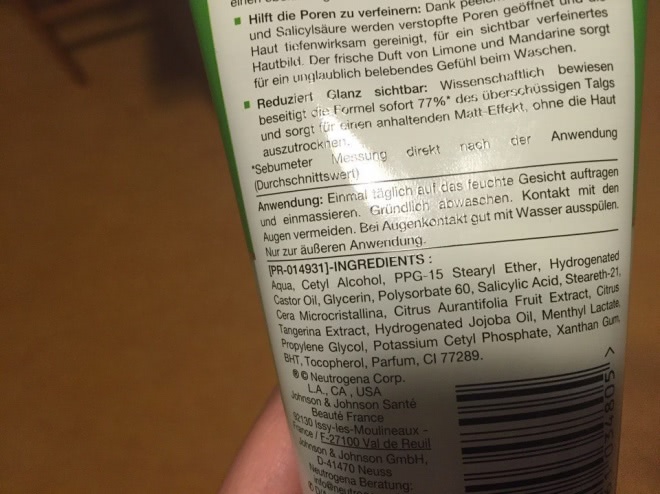 Hilft die Poren zu verfeinern: Dank
und Salicylsäure werden verstopfte Poren geöffnet und die
Haut tiefenwirksam gereinigt, für ein sichtbar verfeinertes
Hautbild. Der frische Duft von Limone und Mandarine sorgt
für ein unglaublich belebendes Gefühl beim Waschen.
Reduziert Glanz sichtbar: Wissenschaftlich bewiesen
beseitigt die Formel sofort 77%* des überschüssigen Talgs
und sorgt für einen anhaltenden Matt-Effekt, ohne die Haut
auszutrocknen.
*Sebumeter Messung direkt nach der Anwendung
(Durchschnittswert)
Anwendung: Einmal täglich auf das feuchte Gesicht auftragen
und einmassieren. Gründlich abwaschen. Kontakt mit den
Augen vermeiden. Bei Augenkontakt gut mit Wasser ausspülen.
Nur zur äußeren Anwendung.
[PR-014931]-INGREDIENTS :
Aqua, Cetyl Alcohol, PPG-15 Stearyl Ether, Hydrogenated
Castor Oil, Glycerin, Polysorbate 60, Salicylic Acid, Steareth-21,
Cera Microcristallina, Citrus Aurantifolia Fruit Extract, Citrus
Tangerina Extract, Hydrogenated Jojoba Oil, Menthyl Lactate,
Propylene Glycol, Potassium Cetyl Phosphate, Xanthan Gum,
BHT, Tocopherol, Parfum, CI 77289.
® © Neutrogena Corp.
L.A., CA, USA
Johnson & Johnson Santé
Beauté France
92130 Issy-les-Moulineaux -
France / F-27100 Val de Reuil
Johnson & Johnson GmbH,
D-41470 Neuss
Neutrogena Beratung: